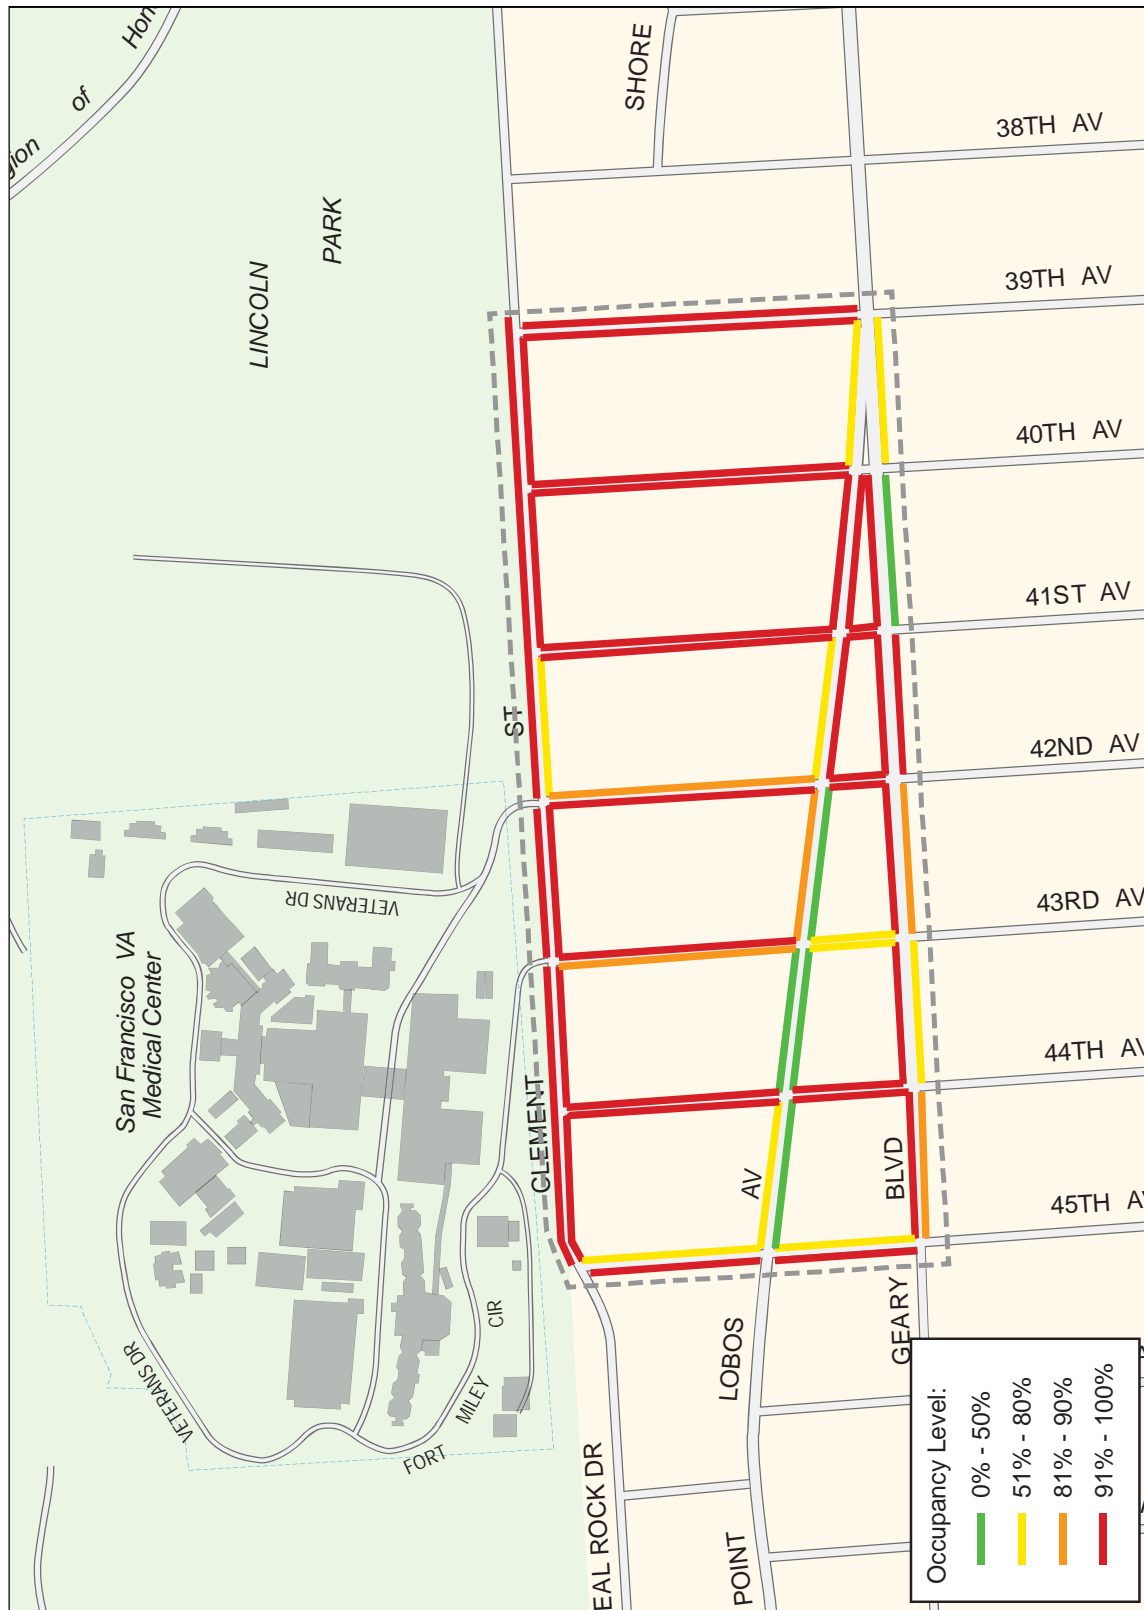 Hon
of
gion
SHORE
38TH AV
LINCOLN
PARK
39TH AV
40TH AV
41ST AV
ST
42ND AV
VETERANS DR
43RD AV
San Francisco VA
Medical Center
44TH AV
CLEMENT
AV
BLVD
45TH AV
CIR
GEARY
LOBOS
VETERANS DR
MILEY
FORT
EAL ROCK DR
POINT
Occupancy Level:
0% - 50%
51% - 80%
81% - 90%
91% - 100%